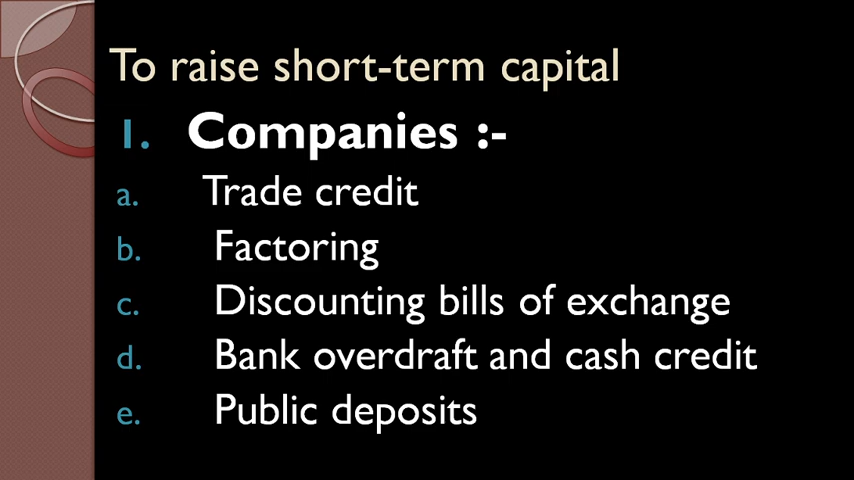 To raise short-term capital
1. Companies :-
a. Trade credit
b. Factoring
c. Discounting bills of exchange
d. Bank overdraft and cash credit
e. Public deposits